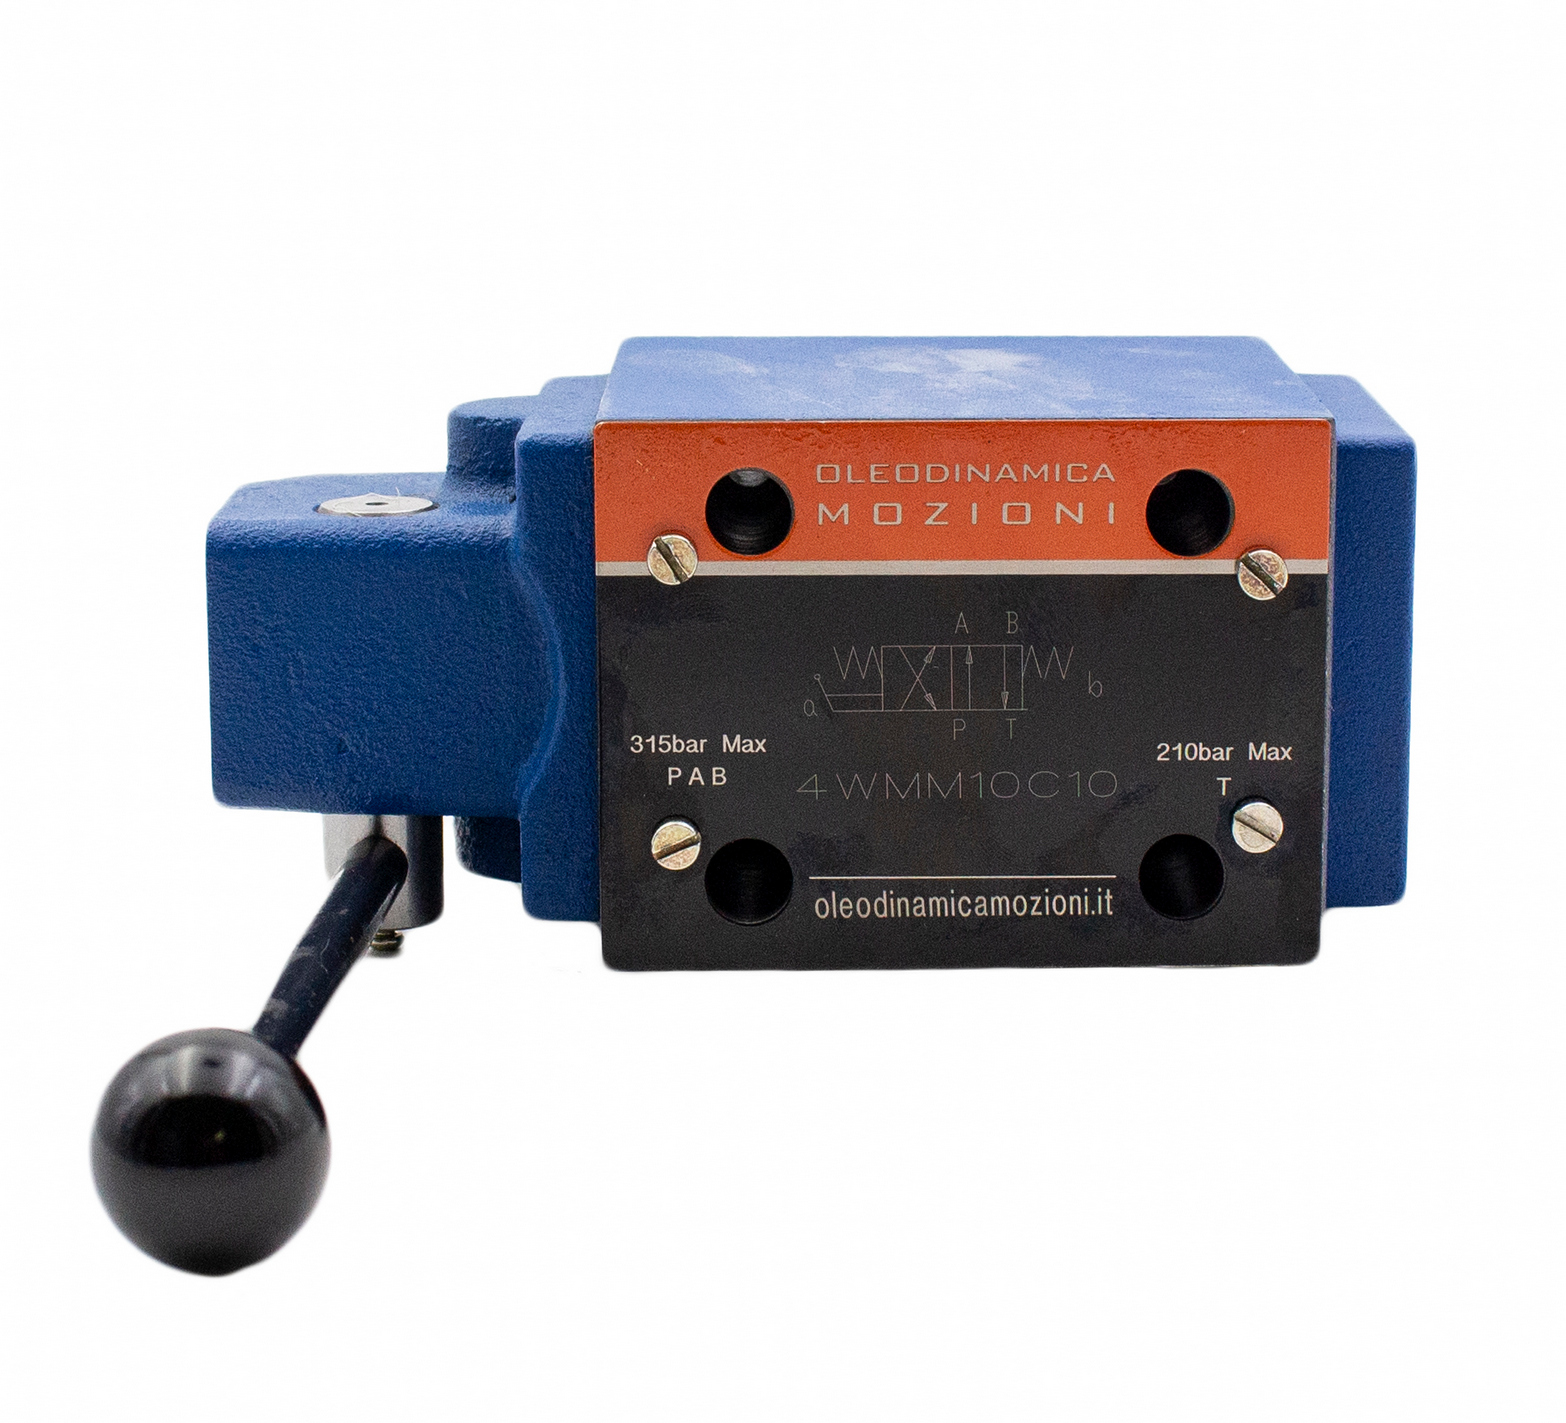 OLEODINAMICA
MOZIONI
A B
a
b
P T
315bar Max
P A B
210bar Max
T
4WMM10C10
oleodinamicamozioni.it